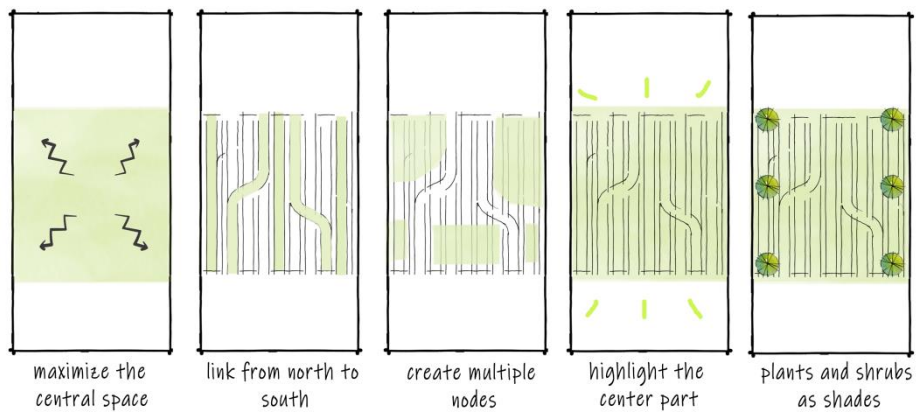 maximize the
central space
link from north to
south
create multiple
nodes
highlight the
center part
plants and shrubs
as shades